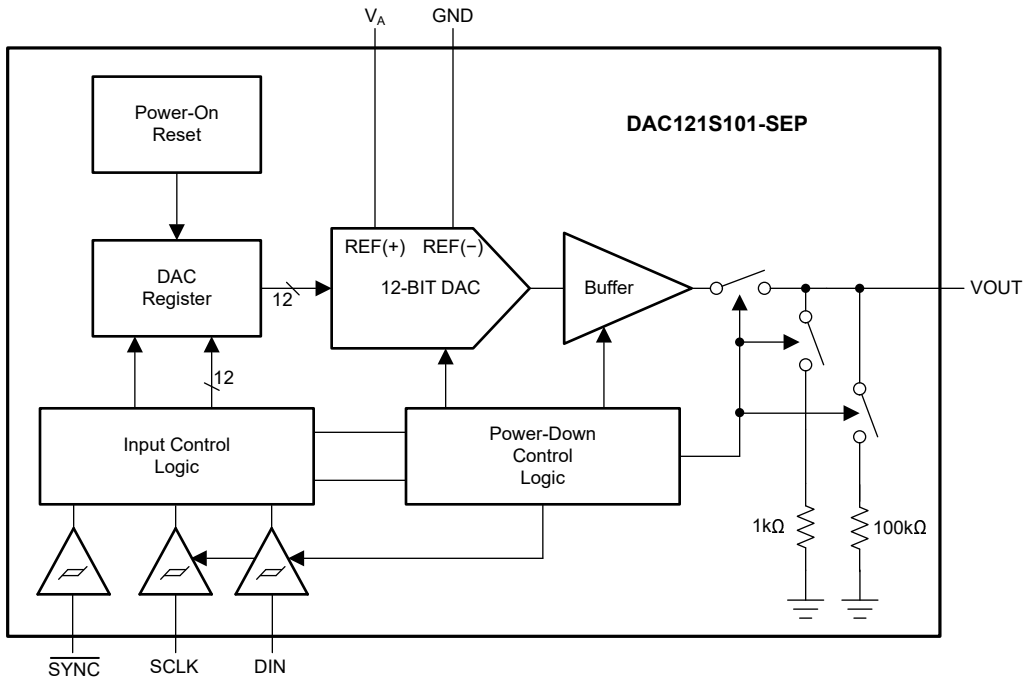 V_A
GND
Power-On
Reset
DAC121S101-SEP
REF(+)
REF(−)
DAC
Register
12
12-BIT DAC
Buffer
VOUT
12
Input Control
Logic
Power-Down
Control
Logic
1kΩ
100kΩ
SYNC
SCLK
DIN